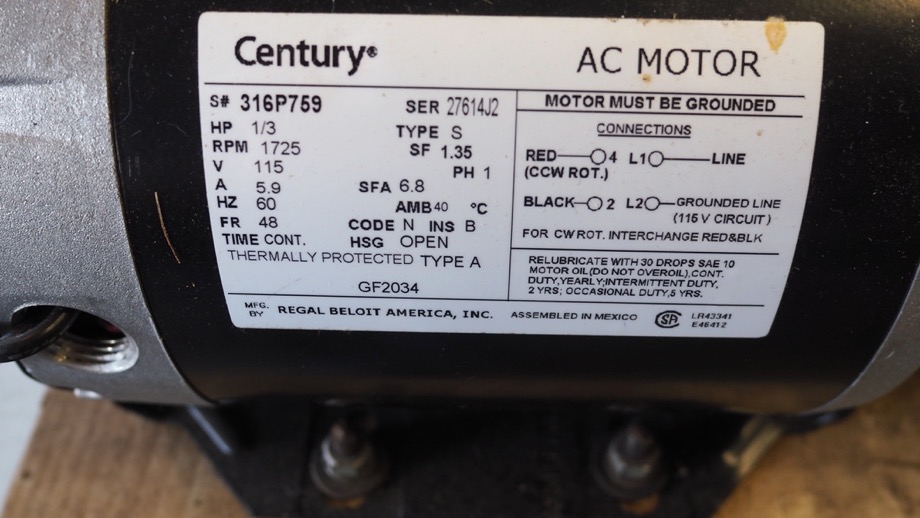 Century®
AC MOTOR
S# 316P759 SER 27614J2
HP 1/3 TYPE S
RPM 1725 SF 1.35
V 115 PH 1
A 5.9 SFA 6.8
HZ 60 AMB 40 °C
FR 48 CODE N INS B
TIME CONT. HSG OPEN
THERMALLY PROTECTED TYPE A
GF2034
MOTOR MUST BE GROUNDED
CONNECTIONS
RED 4 L1 LINE
(CCW ROT.)
BLACK 2 L2 GROUNDED LINE
(115 V CIRCUIT)
FOR CW ROT. INTERCHANGE RED&BLK
RELUBRICATE WITH 30 DROPS SAE 10
MOTOR OIL(DO NOT OVEROIL),CONT.
DUTY,YEARLY;INTERMITTENT DUTY,
2 YRS; OCCASIONAL DUTY,5 YRS.
MFG. BY REGAL BELOIT AMERICA, INC. ASSEMBLED IN MEXICO SA LR43341
E46412